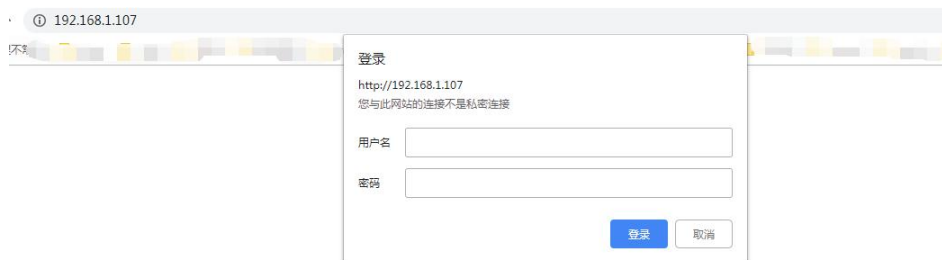 192.168.1.107
登录
http://192.168.1.107
您与此网站的连接不是私密连接
用户名
密码
登录
取消